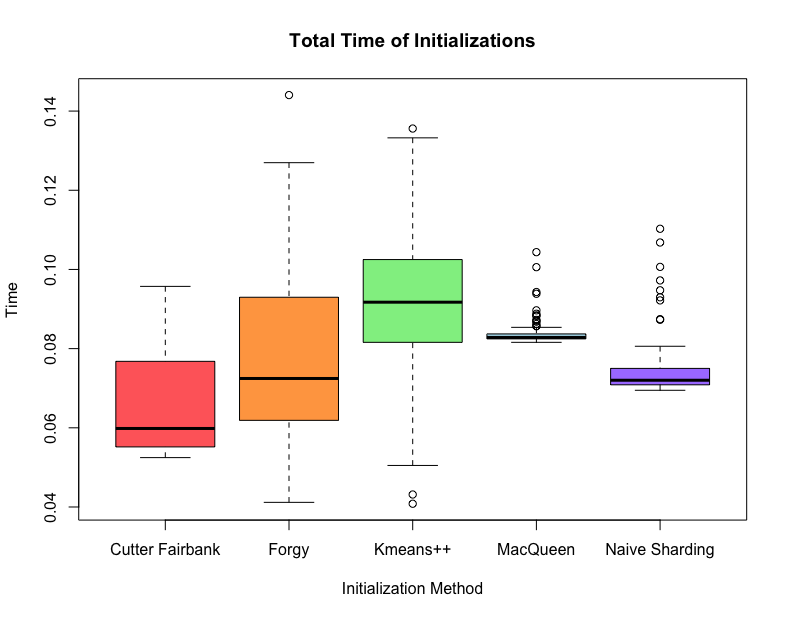 Total Time of Initializations
Time
0.14
0.12
0.10
0.08
0.06
0.04
Cutter Fairbank Forgy Kmeans++ MacQueen Naive Sharding
Initialization Method